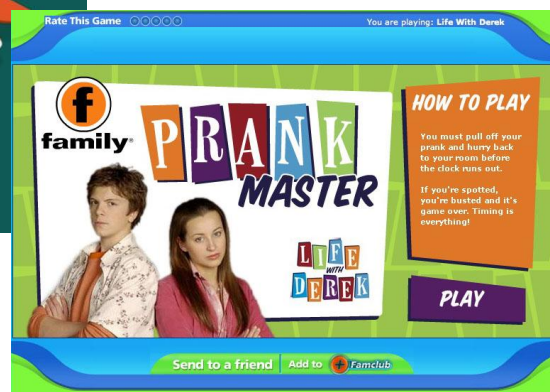 Rate This Game
You are playing: Life With Derek
f
family
PRANK
MASTER
LIFE
WITH
DEREK
HOW TO PLAY
You must pull off your
prank and hurry back
to your room before
the clock runs out.
If you're spotted,
you're busted and it's
game over. Timing is
everything!
PLAY
Send to a friend
Add to
Famclub